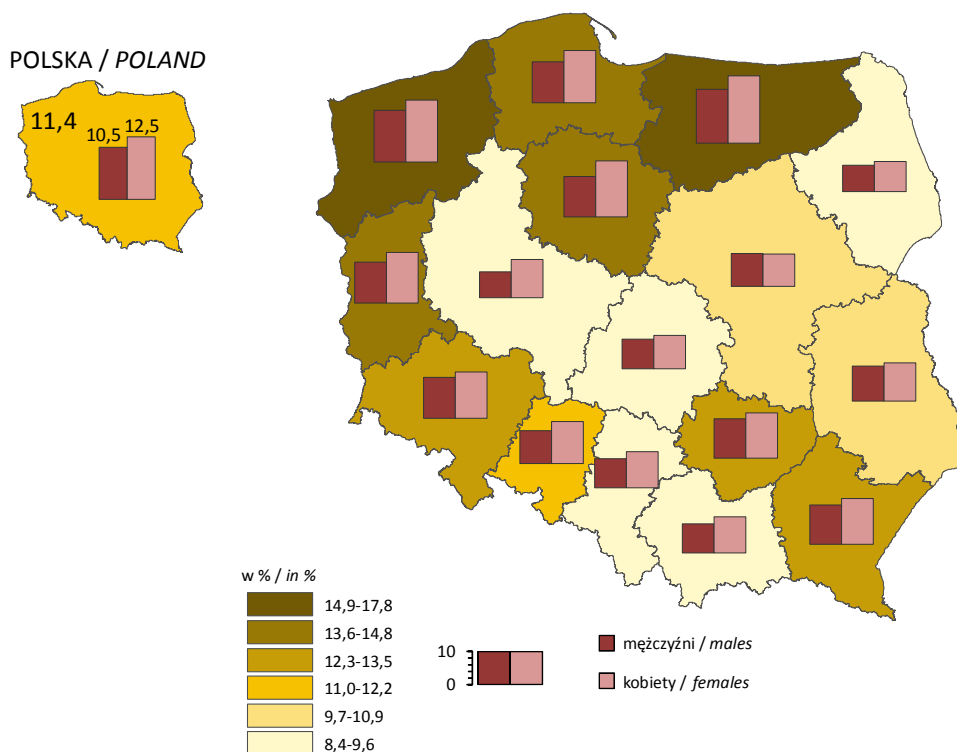 POLSKA / POLAND
11,4
10,5
12,5
w % / in %
14,9-17,8
13,6-14,8
12,3-13,5
11,0-12,2
9,7-10,9
8,4-9,6
10
0
mężczyźni / males
kobiety / females